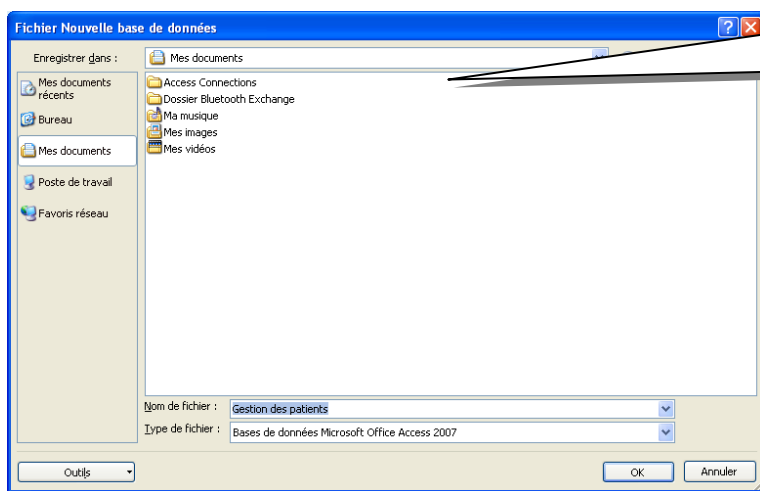 Fichier Nouvelle base de données
Enregistrer dans :
Mes documents
Mes documents
récents
Bureau
Mes documents
Poste de travail
Favoris réseau
Access Connections
Dossier Bluetooth Exchange
Ma musique
Mes images
Mes vidéos
Nom de fichier :
Gestion des patients
Type de fichier :
Bases de données Microsoft Office Access 2007
Outils
OK
Annuler